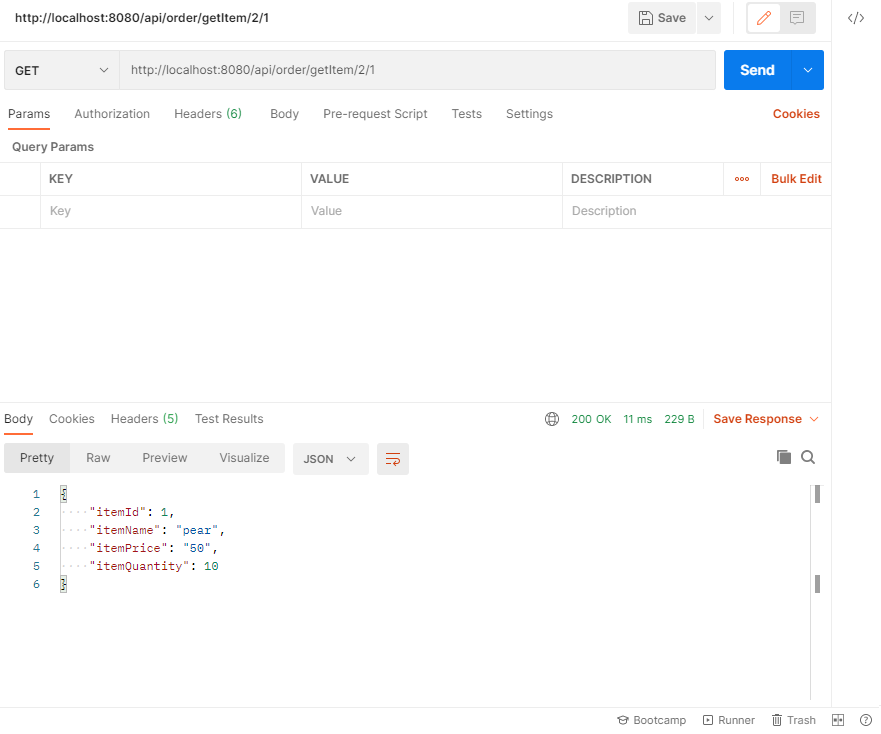 http://localhost:8080/api/order/getItem/2/1 Save
GET http://localhost:8080/api/order/getItem/2/1 Send
Params Authorization Headers (6) Body Pre-request Script Tests Settings Cookies
Query Params
KEY VALUE DESCRIPTION Bulk Edit
Key Value Description
Body Cookies Headers (5) Test Results 200 OK 11 ms 229 B Save Response
Pretty Raw Preview Visualize JSON
1 {
2 "itemId": 1,
3 "itemName": "pear",
4 "itemPrice": "50",
5 "itemQuantity": 10
6 }
Bootcamp Runner Trash